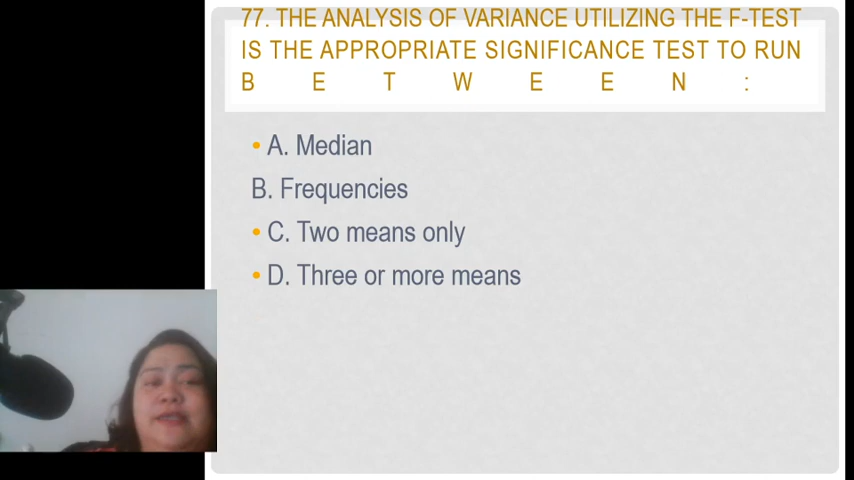 77. THE ANALYSIS OF VARIANCE UTILIZING THE F-TEST
IS THE APPROPRIATE SIGNIFICANCE TEST TO RUN
B E T W E E N :
• A. Median
B. Frequencies
• C. Two means only
• D. Three or more means